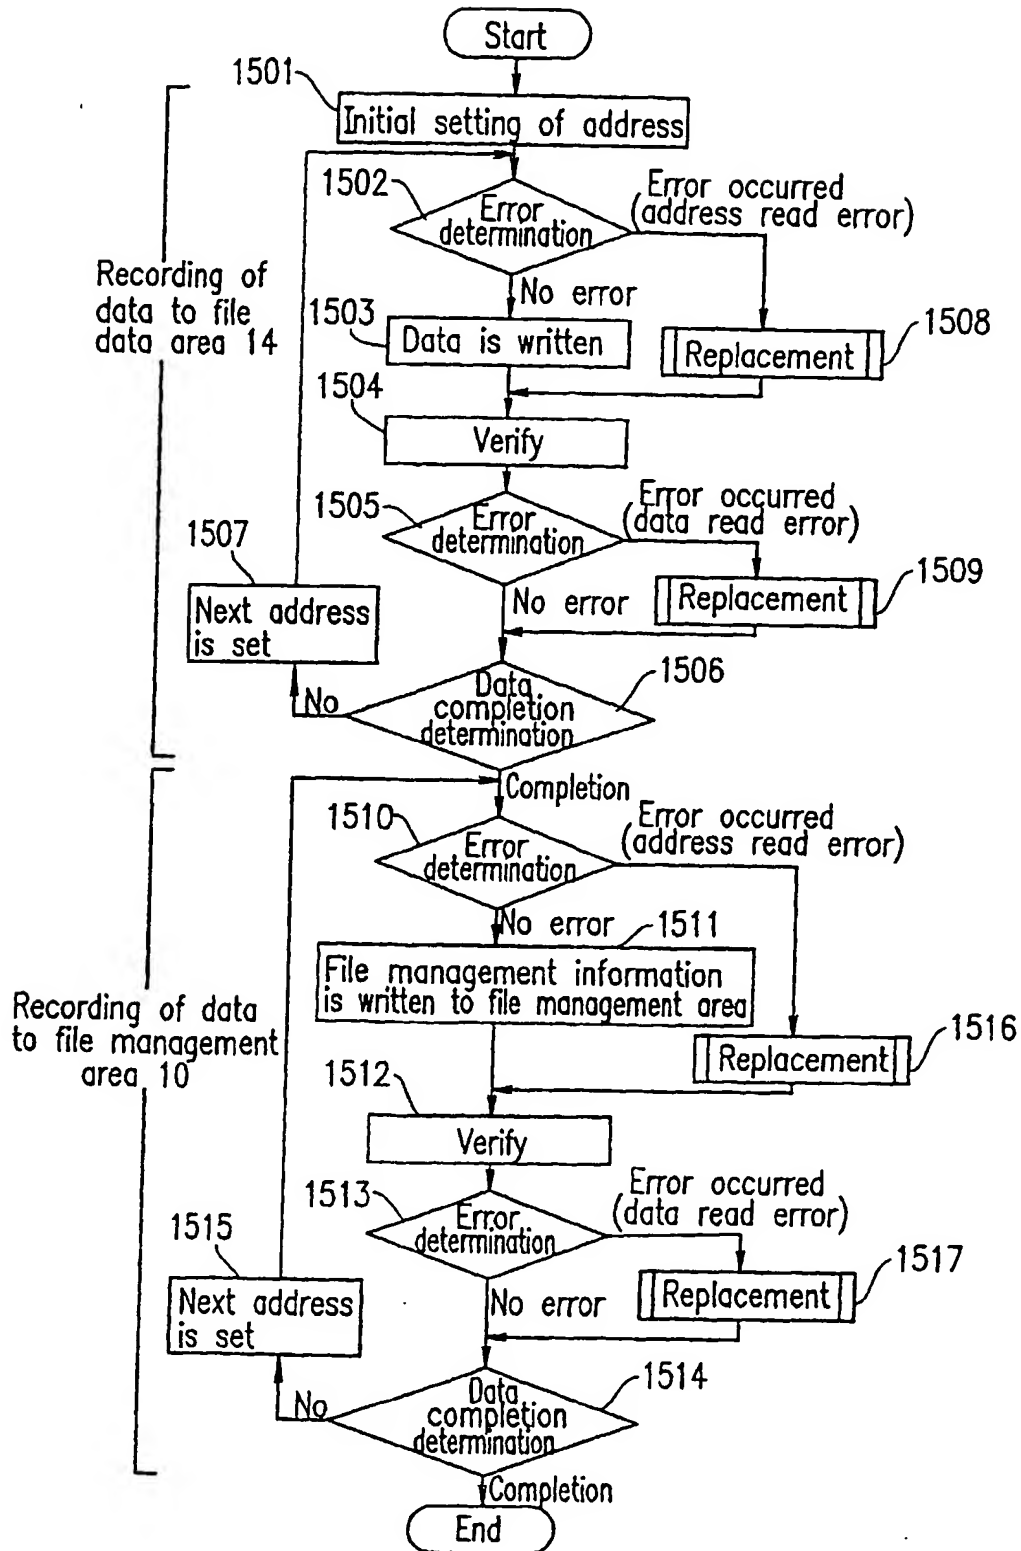 Start
1501
Initial setting of address
1502
Error
determination
Error occurred
(address read error)
No error
1503
Data is written
1508
Replacement
Recording of
data to file
data area 14
1504
Verify
1505
Error
determination
Error occurred
(data read error)
1507
Next address
is set
No error
1509
Replacement
1506
Data
completion
determination
No
Completion
1510
Error
determination
Error occurred
(address read error)
No error
1511
File management information
is written to file management area
Recording of data
to file management
area 10
1516
Replacement
1512
Verify
1513
Error
determination
Error occurred
(data read error)
1515
Next address
is set
No error
1517
Replacement
1514
Data
completion
determination
No
Completion
End